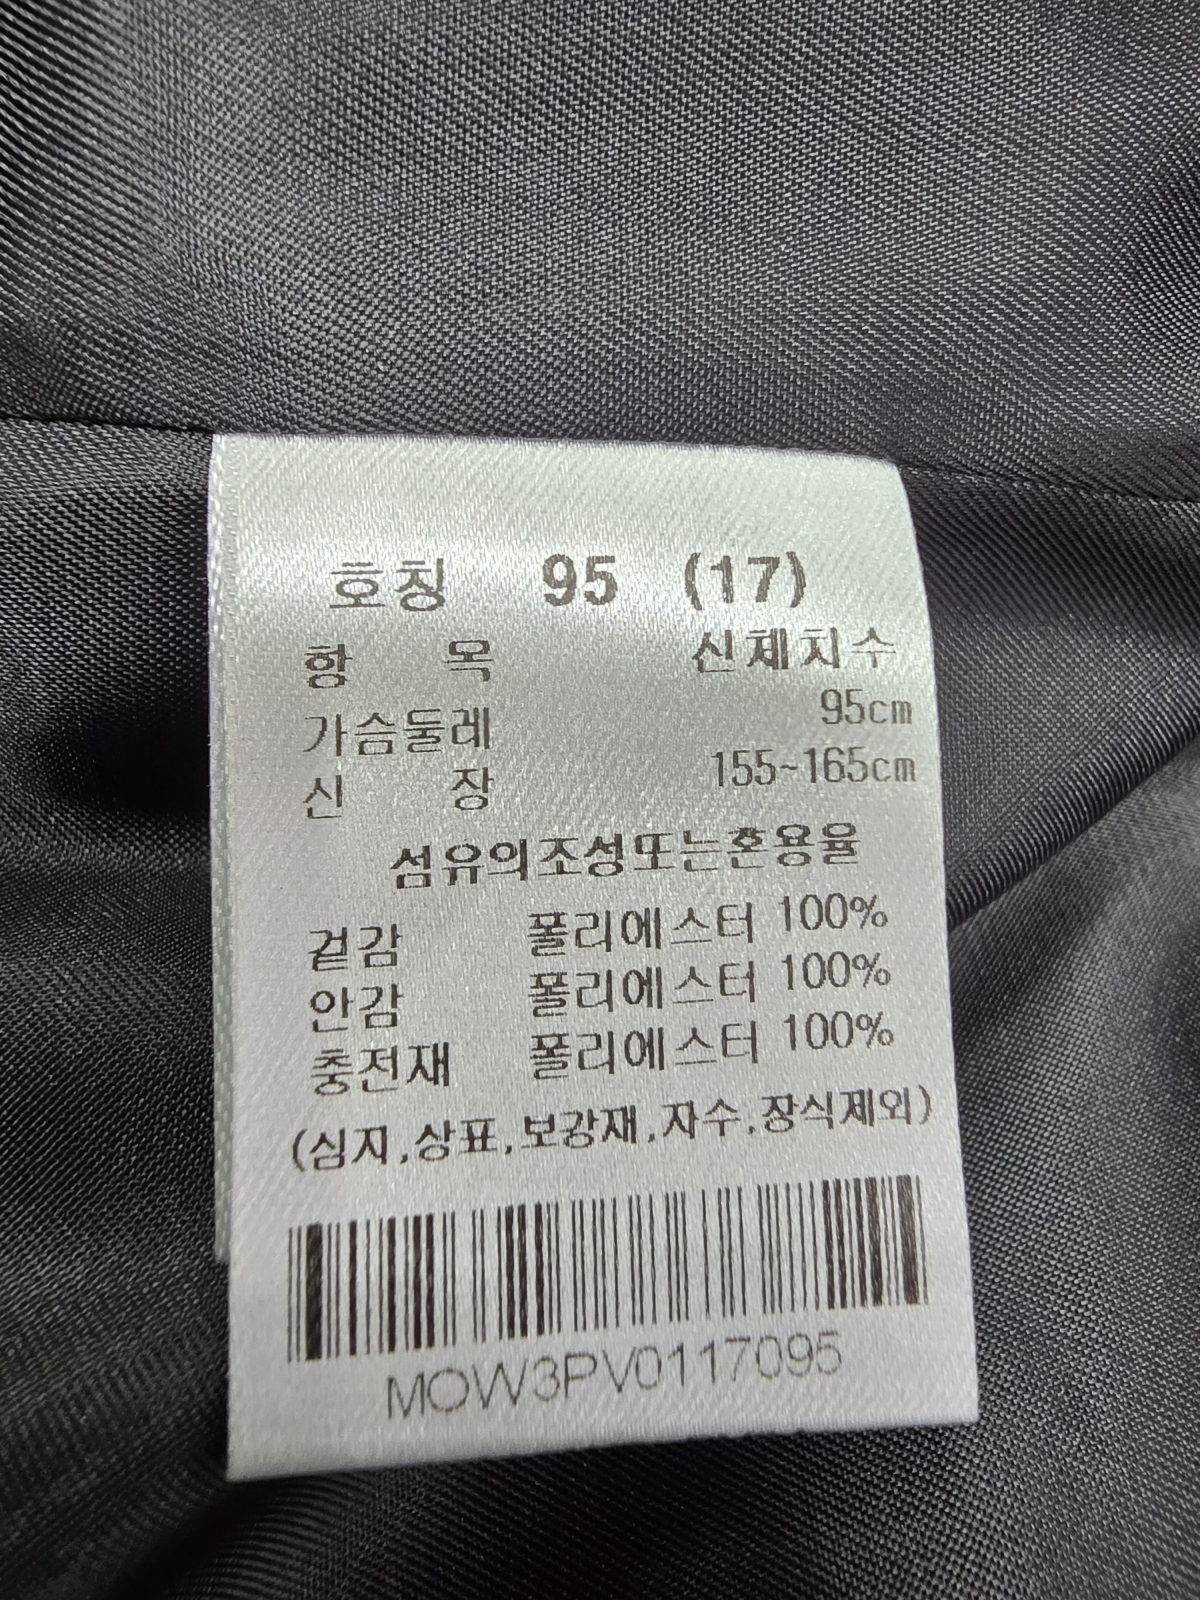 호칭 95 (17)
항 목 신체치수
가슴둘레 95cm
신 장 155~165cm
섬유의조성또는혼용율
겉감 폴리에스터 100%
안감 폴리에스터 100%
충전재 폴리에스터 100%
(심지,상표,보강재,자수,장식제외)
MOW3PV0117095